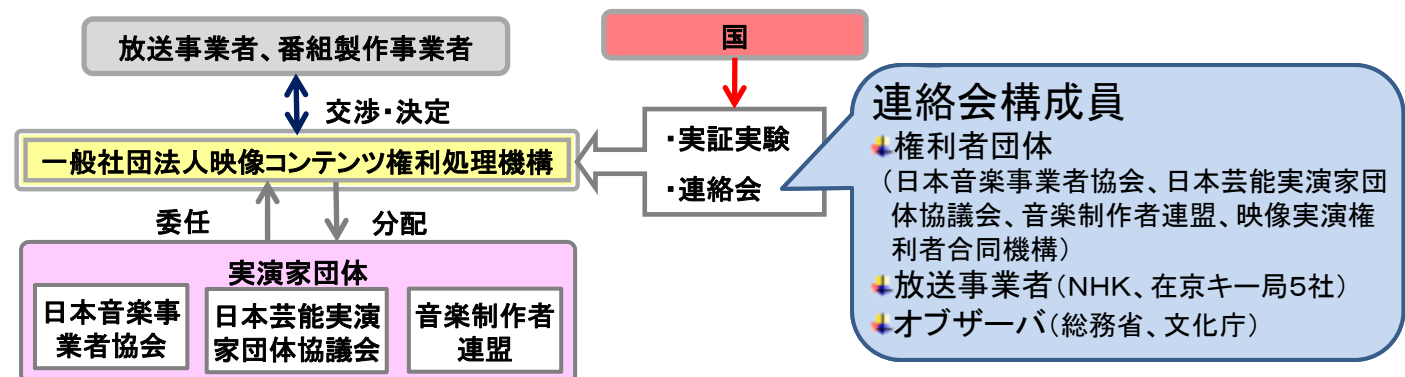 放送事業者、番組製作事業者
国
交渉・決定
一般社団法人映像コンテンツ権利処理機構
・実証実験
・連絡会
委任
分配
実演家団体
日本音楽事
業者協会
日本芸能実演
家団体協議会
音楽制作者
連盟
連絡会構成員
権利者団体
(日本音楽事業者協会、日本芸能実演家団
体協議会、音楽制作者連盟、映像実演権
利者合同機構)
放送事業者(NHK、在京キー局5社)
オブザーバ(総務省、文化庁)